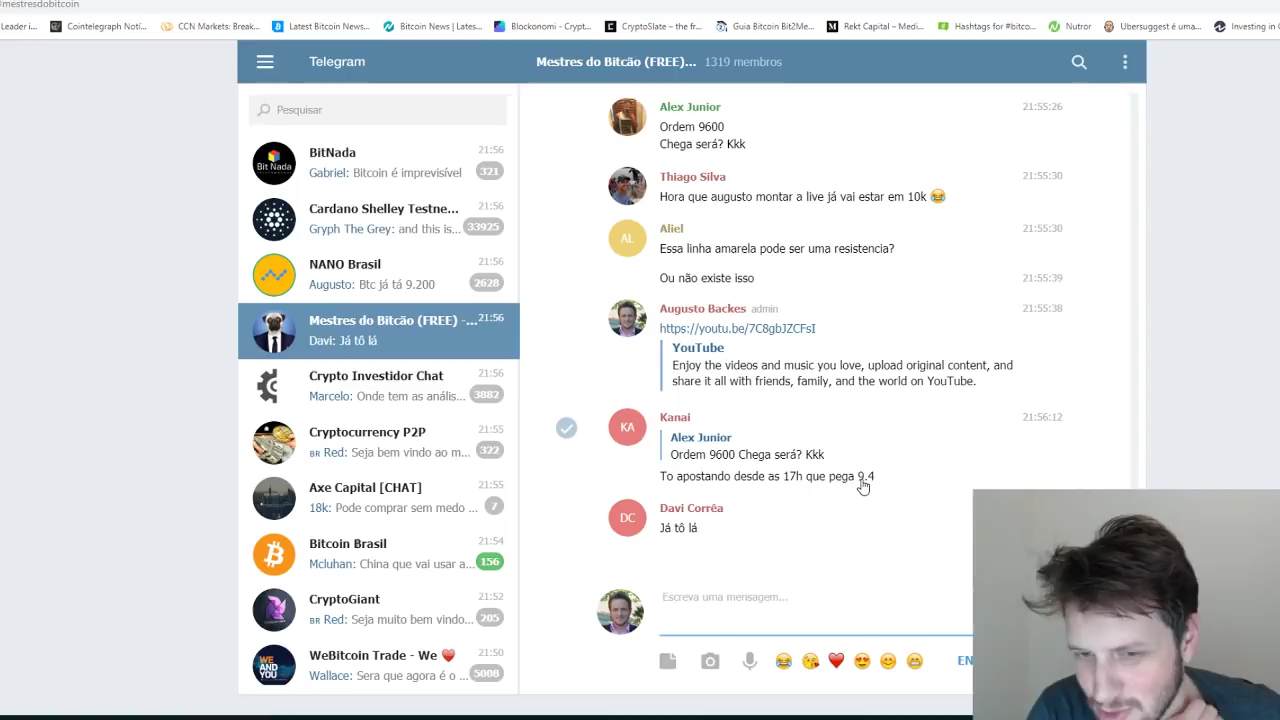 @mestresdobitcoin
Leader i... Cointelegraph Notí... CCN Markets: Break... Latest Bitcoin News... Bitcoin News | Lates... Blockonomi - Crypt... CryptoSlate – the fr... Guia Bitcoin Bit2Me... Rekt Capital – Medi... Hashtags for #bitco... Nutror Ubersuggest é uma... Investing in
Telegram
Mestres do Bitcão (FREE)... 1319 membros
Pesquisar
BitNada 21:56
Gabriel: Bitcoin é imprevisível 321
Cardano Shelley Testne... 21:56
Gryph The Grey: and this is... 33925
NANO Brasil 21:56
Augusto: Btc já tá 9.200 2628
Mestres do Bitcão (FREE) -... 21:56
Davi: Já tô lá
Crypto Investidor Chat 21:56
Marcelo: Onde tem as anális... 3882
Cryptocurrency P2P 21:55
BR Red: Seja bem vindo ao m... 322
Axe Capital [CHAT] 21:55
18k: Pode comprar sem medo ... 7
Bitcoin Brasil 21:54
Mcluhan: China que vai usar a... 156
CryptoGiant 21:52
BR Red: Seja muito bem vindo... 205
WeBitcoin Trade - We ❤️ 21:50
Wallace: Sera que agora é o ... 5008
Bit Nada
WE AND YOU
Alex Junior 21:55:26
Ordem 9600
Chega será? Kkk
Thiago Silva 21:55:30
Hora que augusto montar a live já vai estar em 10k 😂
AL
Aliel 21:55:30
Essa linha amarela pode ser uma resistencia?
Ou não existe isso 21:55:39
Augusto Backes admin 21:55:38
https://youtu.be/7C8gbJZCFsI
YouTube
Enjoy the videos and music you love, upload original content, and
share it all with friends, family, and the world on YouTube.
KA
Kanai 21:56:12
Alex Junior
Ordem 9600 Chega será? Kkk
To apostando desde as 17h que pega 9.4
DC
Davi Corrêa
Já tô lá
Escreva uma mensagem...
EN